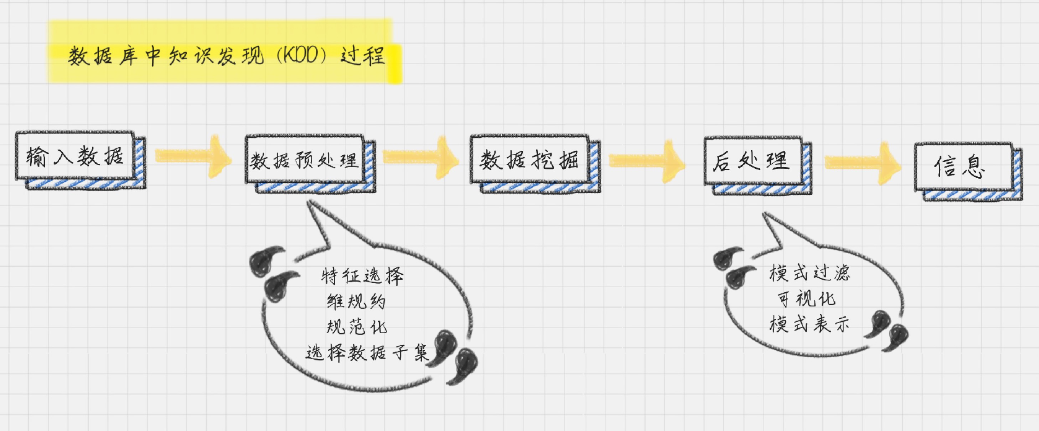 数据库中知识发现（KDD）过程
输入数据
数据预处理
数据挖掘
后处理
信息
特征选择
维规约
规范化
选择数据子集
模式过滤
可视化
模式表示